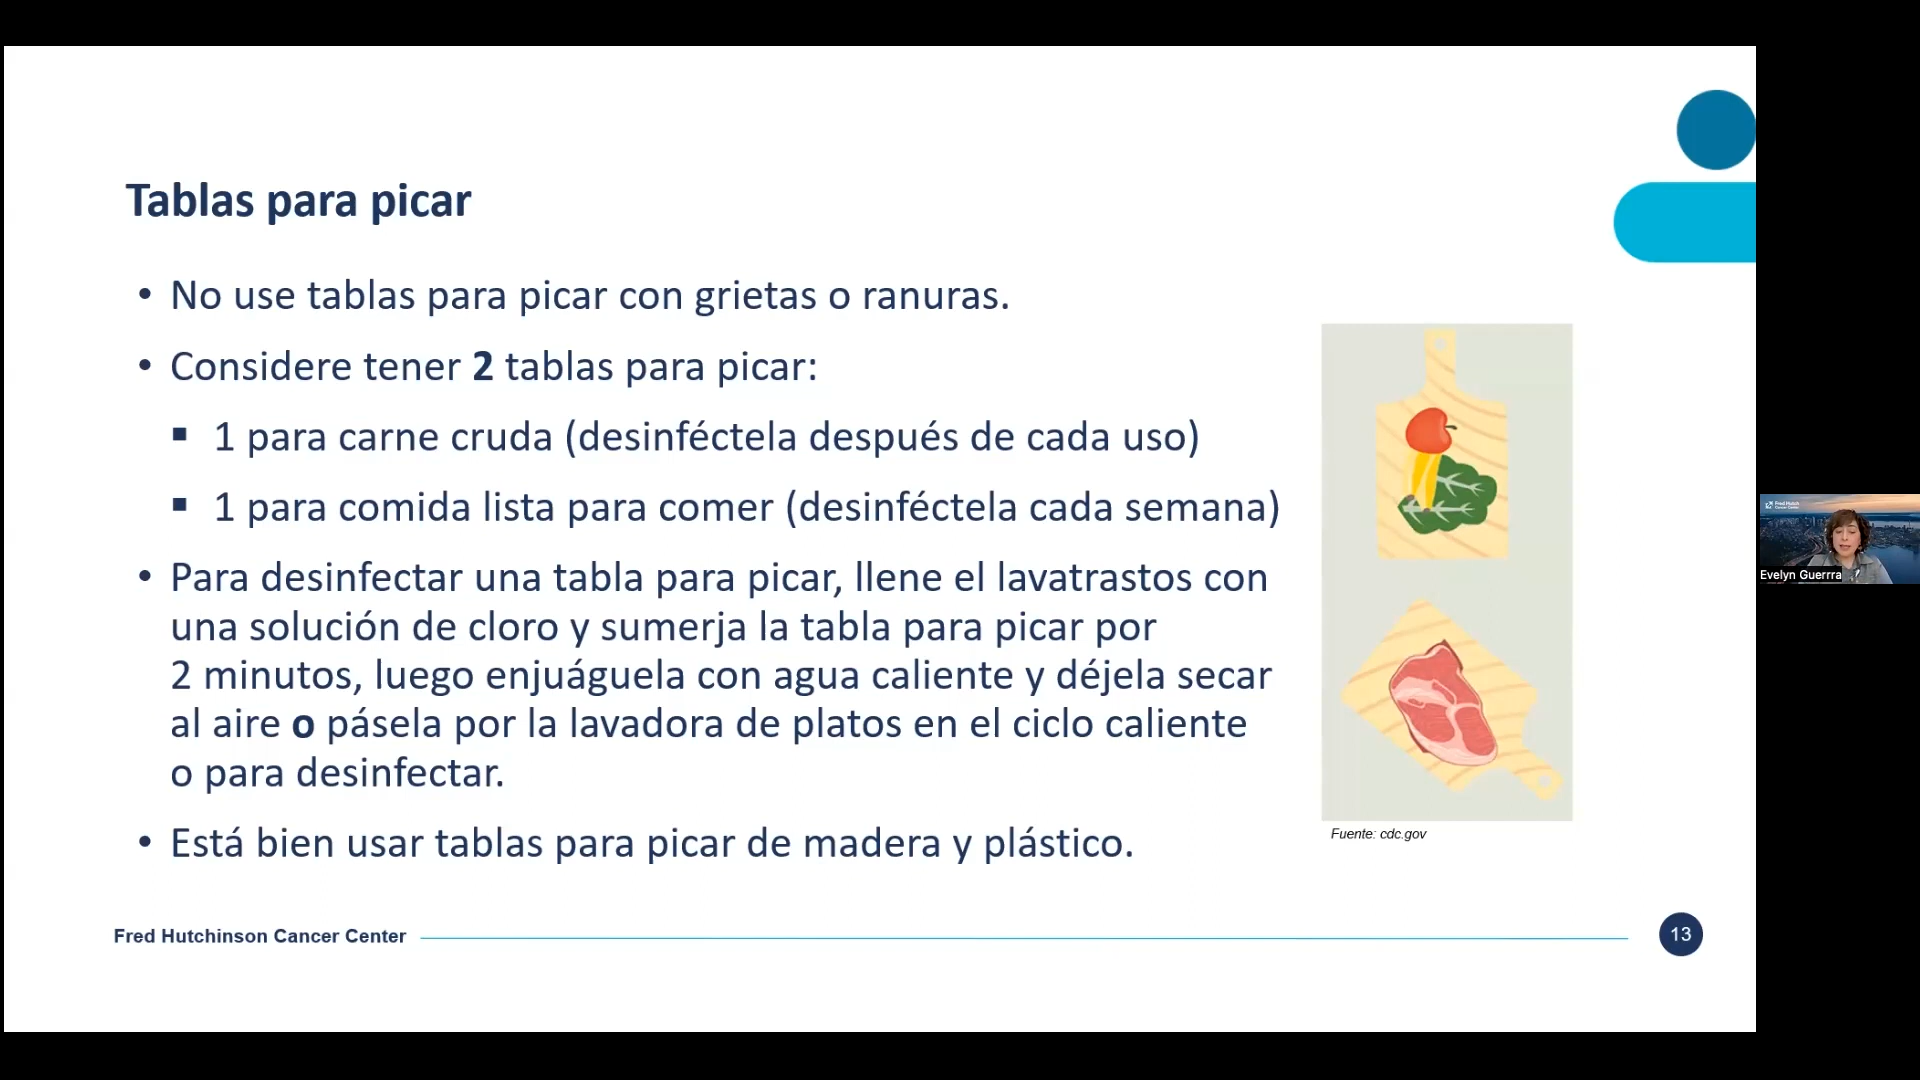 Tablas para picar
• No use tablas para picar con grietas o ranuras.
• Considere tener 2 tablas para picar:
▪ 1 para carne cruda (desinféctela después de cada uso)
▪ 1 para comida lista para comer (desinféctela cada semana)
• Para desinfectar una tabla para picar, llene el lavatrastos con
una solución de cloro y sumerja la tabla para picar por
2 minutos, luego enjuáguela con agua caliente y déjela secar
al aire o pásela por la lavadora de platos en el ciclo caliente
o para desinfectar.
• Está bien usar tablas para picar de madera y plástico.
Fuente: cdc.gov
Fred Hutchinson Cancer Center
13
Fred Hutch
Cancer Center
Evelyn Guerrra